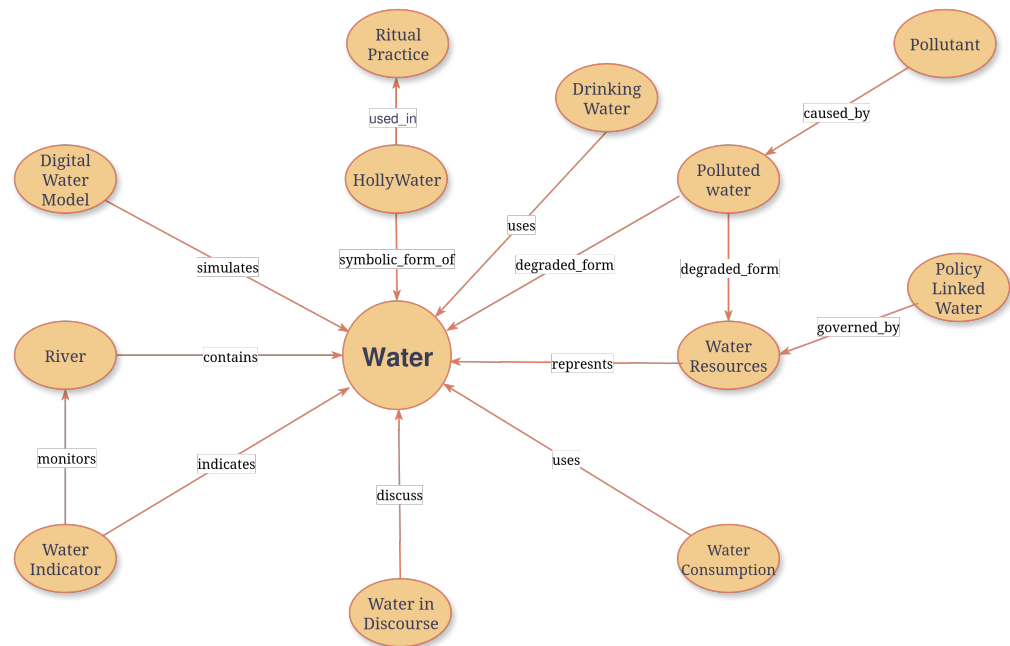 Ritual
Practice
Pollutant
Drinking
Water
caused_by
used_in
Digital
Water
Model
HollyWater
Polluted
water
uses
symbolic_form_of
simulates
degraded_form
degraded_form
Policy
Linked
Water
governed_by
River
contains
Water
represnts
Water
Resources
monitors
indicates
uses
discuss
Water
Indicator
Water
Consumption
Water in
Discourse